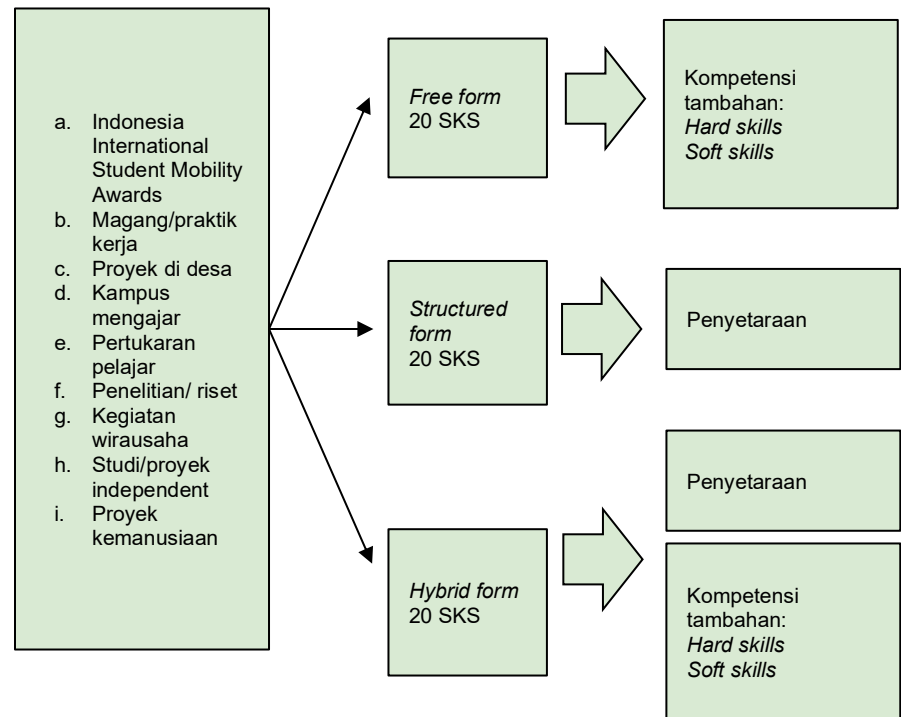 a. Indonesia
International
Student Mobility
Awards
b. Magang/praktik
kerja
c. Proyek di desa
d. Kampus
mengajar
e. Pertukaran
pelajar
f. Penelitian/ riset
g. Kegiatan
wirausaha
h. Studi/proyek
independent
i. Proyek
kemanusiaan
Free form
20 SKS
Kompetensi
tambahan:
Hard skills
Soft skills
Structured
form
20 SKS
Penyetaraan
Hybrid form
20 SKS
Penyetaraan
Kompetensi
tambahan:
Hard skills
Soft skills